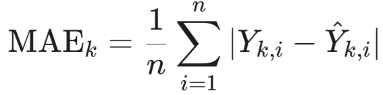 MAE_k = \frac{1}{n} \sum_{i=1}^{n} |Y_{k,i} - \hat{Y}_{k,i}|